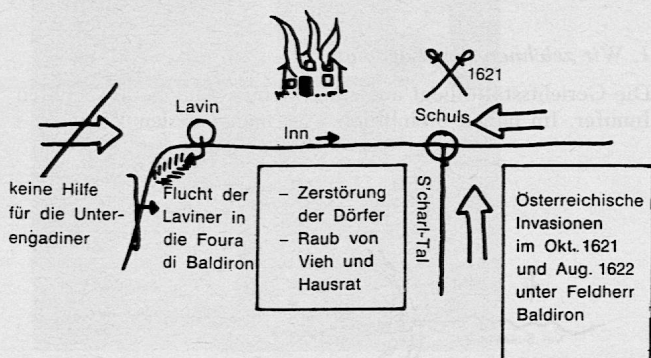 1621
Lavin
Schuls
Inn
keine Hilfe
für die Unter-
engadiner
Flucht der
Laviner in
die Foura
di Baldiron
– Zerstörung
der Dörfer
– Raub von
Vieh und
Hausrat
S'charl-Tal
Österreichische
Invasionen
im Okt. 1621
und Aug. 1622
unter Feldherr
Baldiron